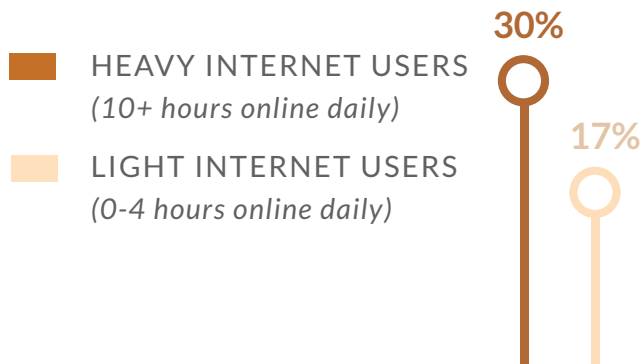 30%
HEAVY INTERNET USERS
(10+ hours online daily)
17%
LIGHT INTERNET USERS
(0-4 hours online daily)